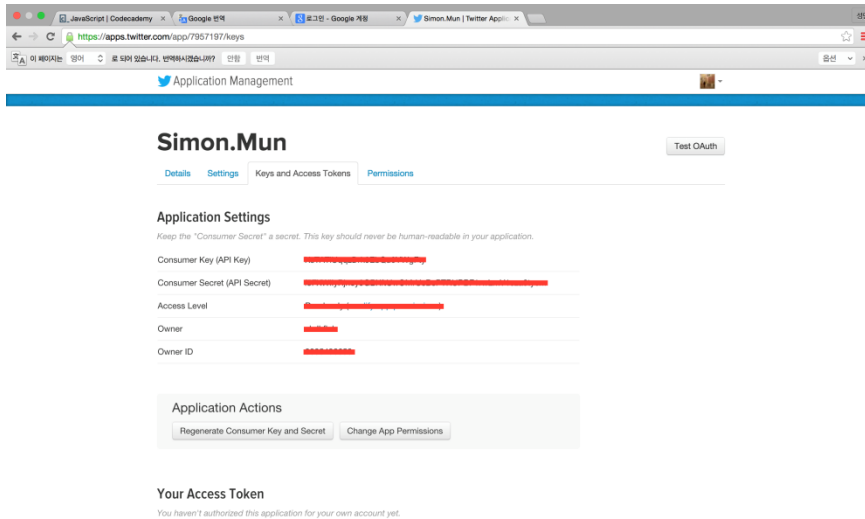 JavaScript | Codecademy
Google 번역
로그인 - Google 계정
Simon.Mun | Twitter Applic
https://apps.twitter.com/app/7957197/keys
이 페이지는 영어 로 되어 있습니다. 번역하시겠습니까? 안함 번역 옵션
Application Management
Simon.Mun
Test OAuth
Details Settings Keys and Access Tokens Permissions
Application Settings
Keep the "Consumer Secret" a secret. This key should never be human-readable in your application.
Consumer Key (API Key)
Consumer Secret (API Secret)
Access Level
Owner
Owner ID
Application Actions
Regenerate Consumer Key and Secret Change App Permissions
Your Access Token
You haven't authorized this application for your own account yet.